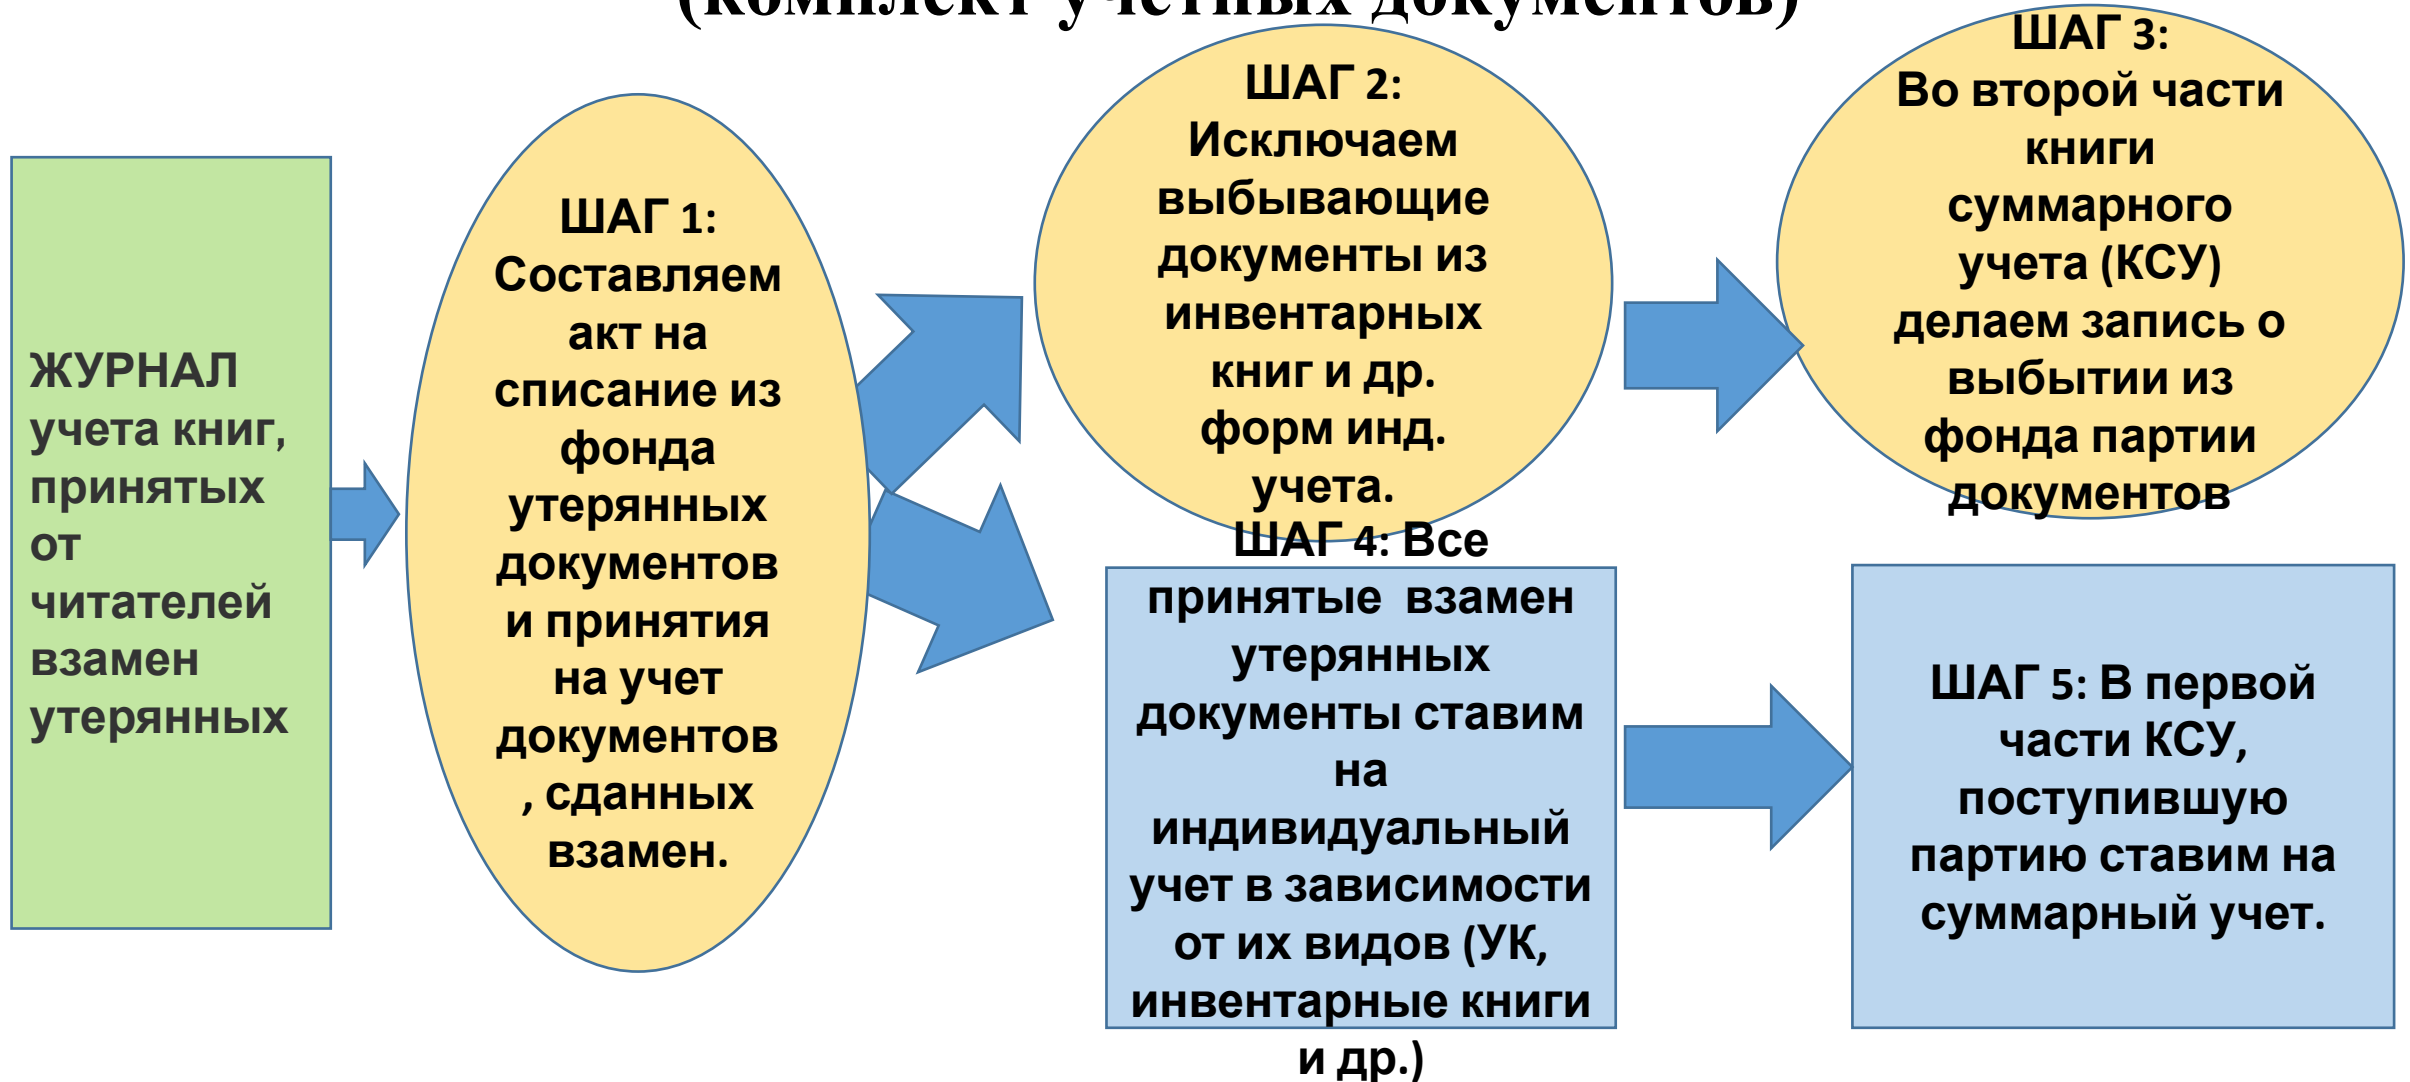 (комплект учетных документов)
ЖУРНАЛ
учета книг,
принятых
от
читателей
взамен
утерянных
ШАГ 1:
Составляем
акт на
списание из
фонда
утерянных
документов
и принятия
на учет
документов
, сданных
взамен.
ШАГ 2:
Исключаем
выбывающие
документы из
инвентарных
книг и др.
форм инд.
учета.
ШАГ 3:
Во второй части
книги
суммарного
учета (КСУ)
делаем запись о
выбытии из
фонда партии
документов
ШАГ 4: Все
принятые  взамен
утерянных
документы ставим
на
индивидуальный
учет в зависимости
от их видов (УК,
инвентарные книги
и др.)
ШАГ 5: В первой
части КСУ,
поступившую
партию ставим на
суммарный учет.